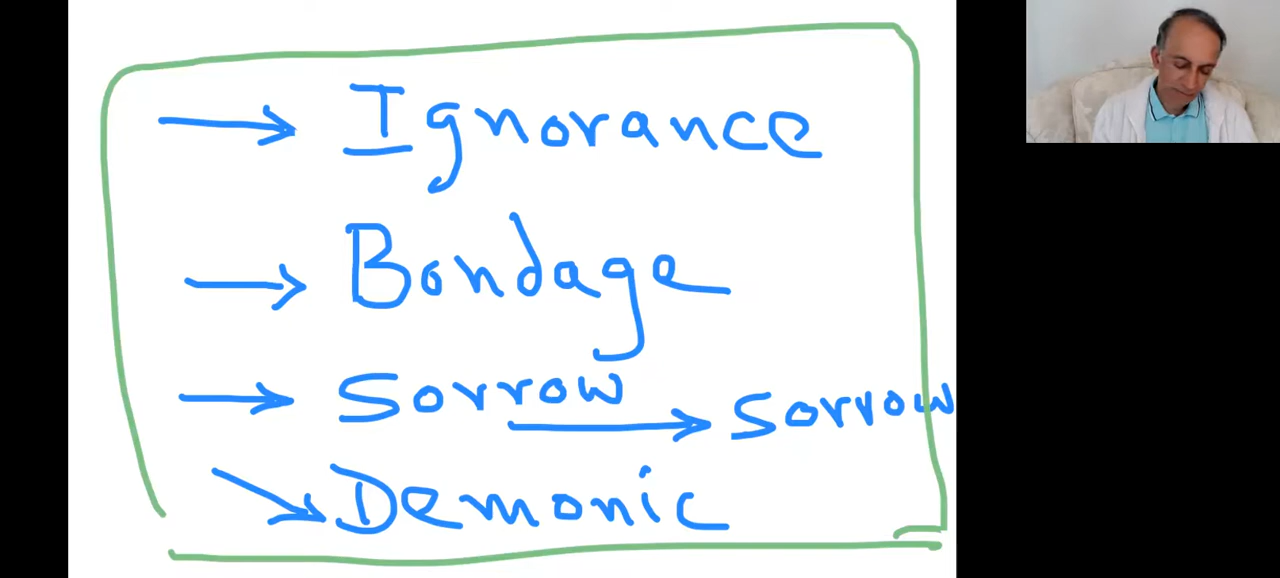 → Ignorance
→ Bondage
→ Sorrow → Sorrow
→ Demonic